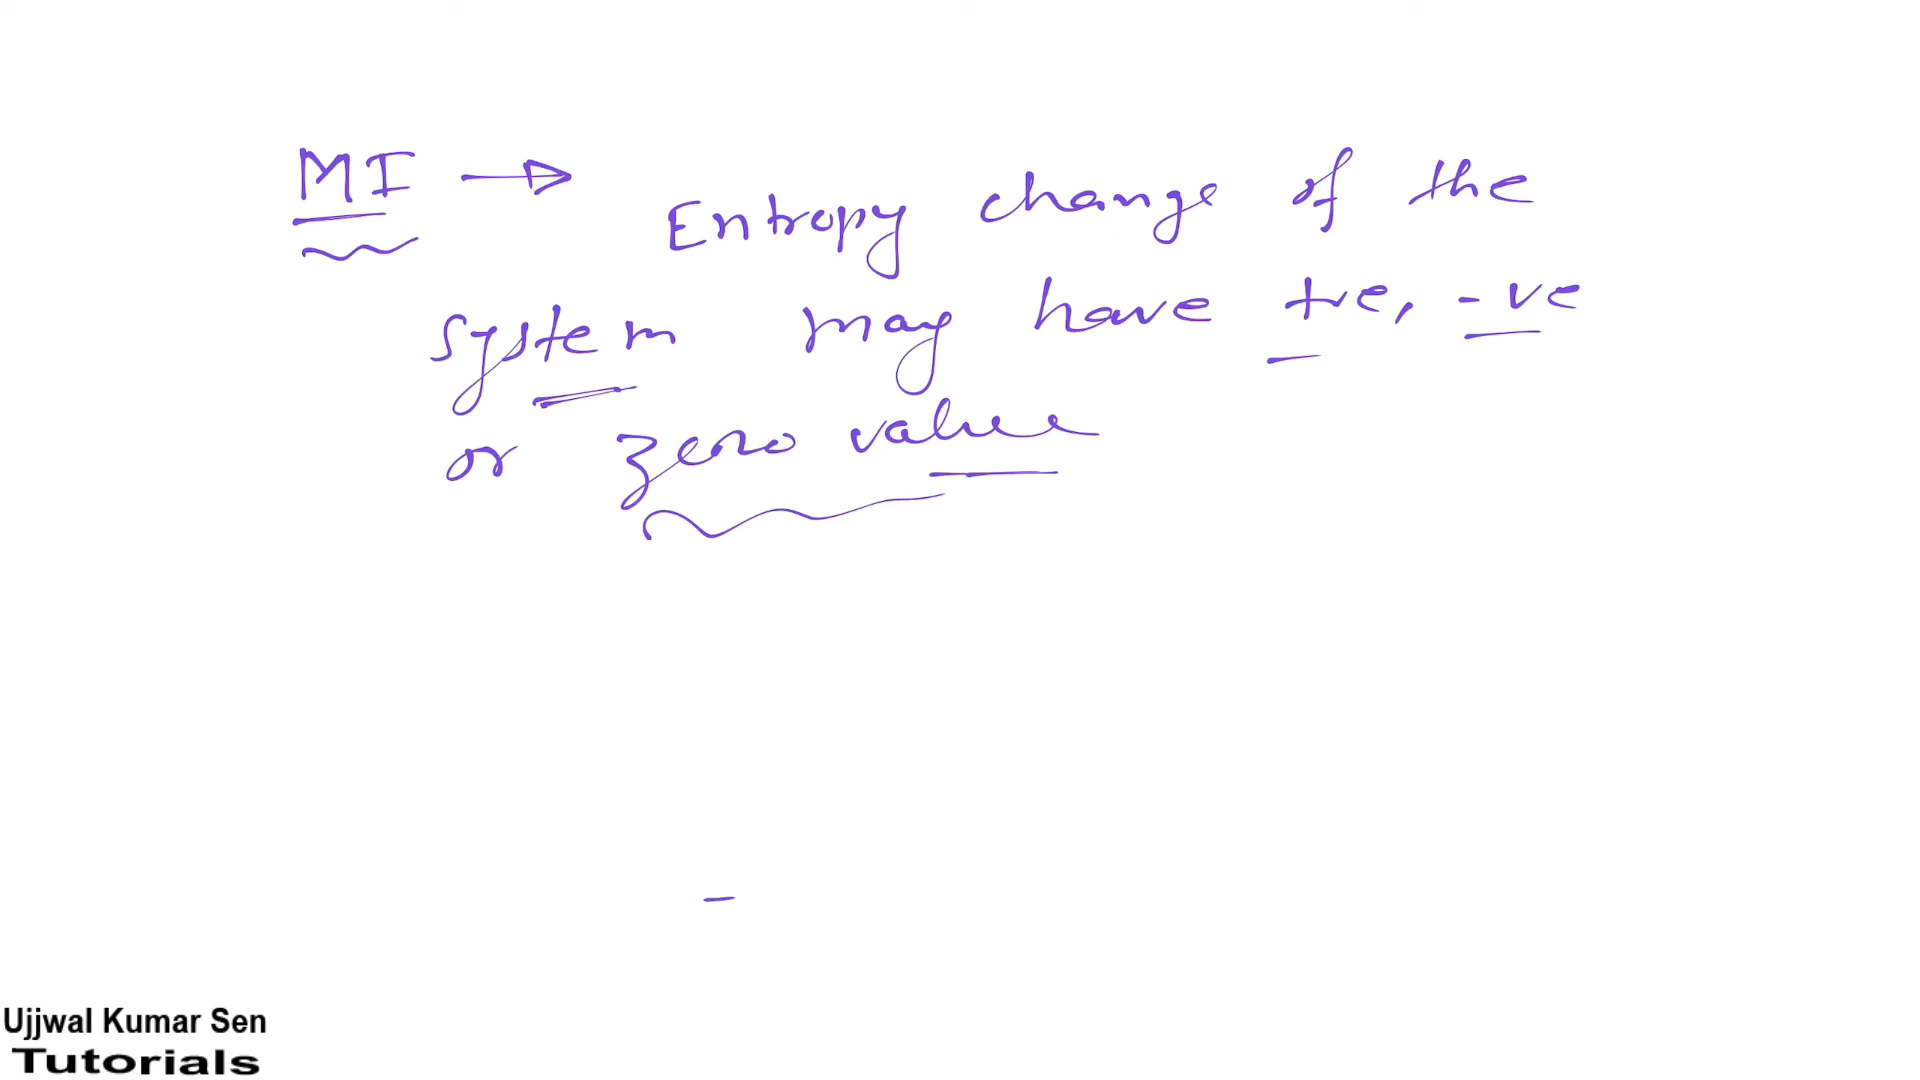 MI → Entropy change of the
system may have +ve, -ve
or zero value
Ujjwal Kumar Sen
Tutorials